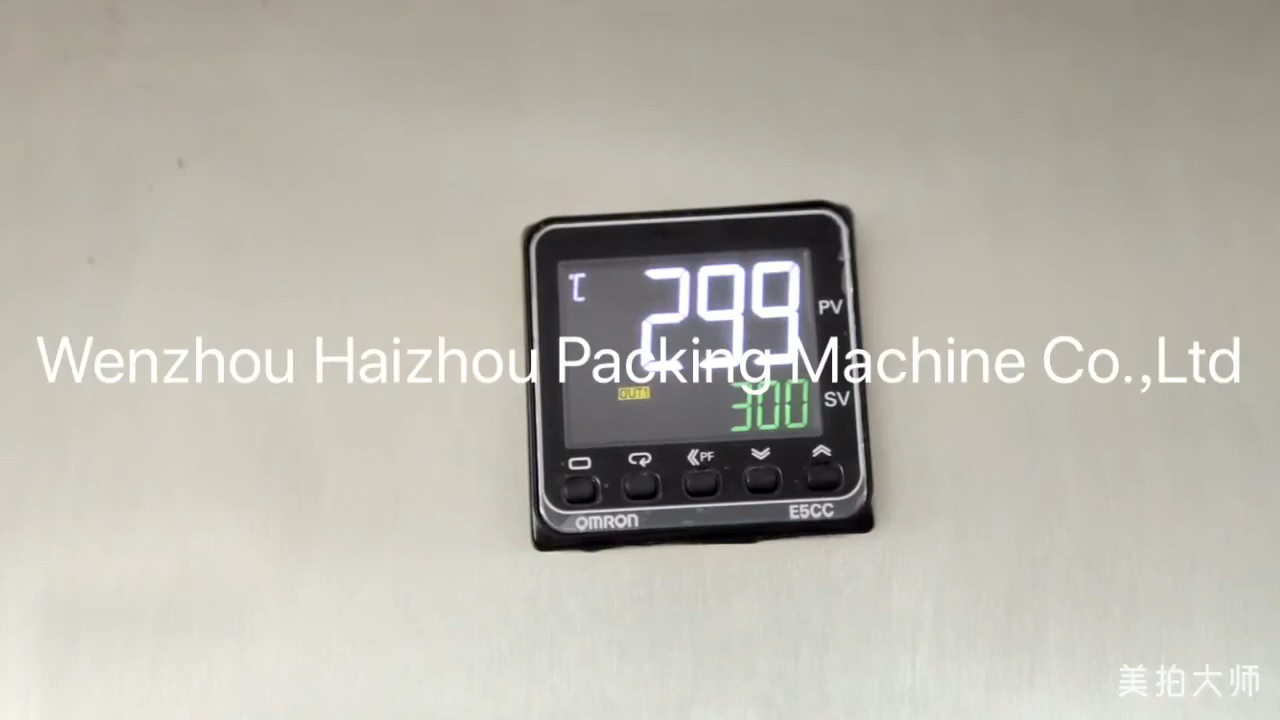 ℃ 299 PV
Wenzhou Haizhou Packing Machine Co.,Ltd
OUT1 300 SV
PF
OMRON E5CC
美拍大师